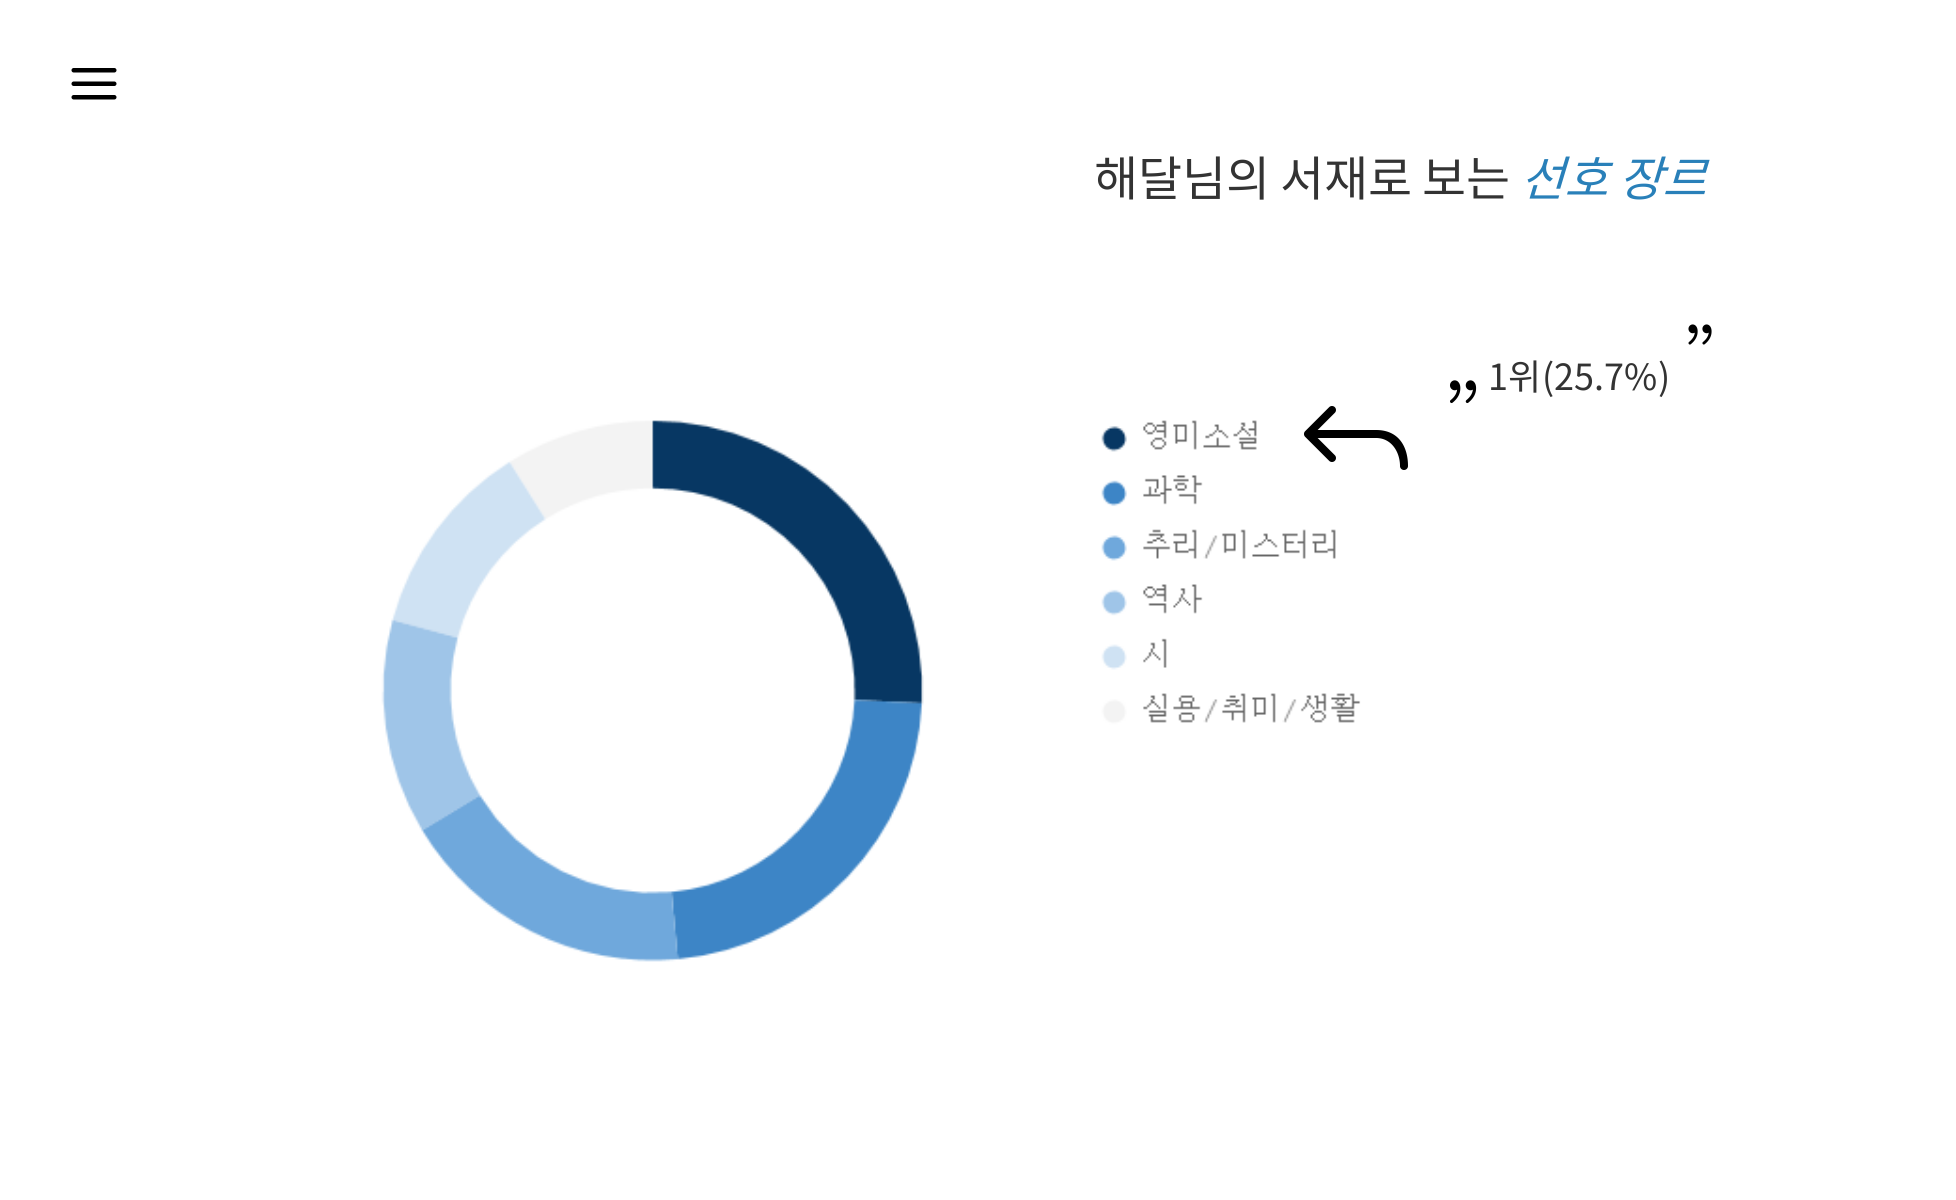 해달님의 서재로 보는 선호 장르
„ 1위(25.7%) ”
영미소설
과학
추리/미스터리
역사
시
실용/취미/생활